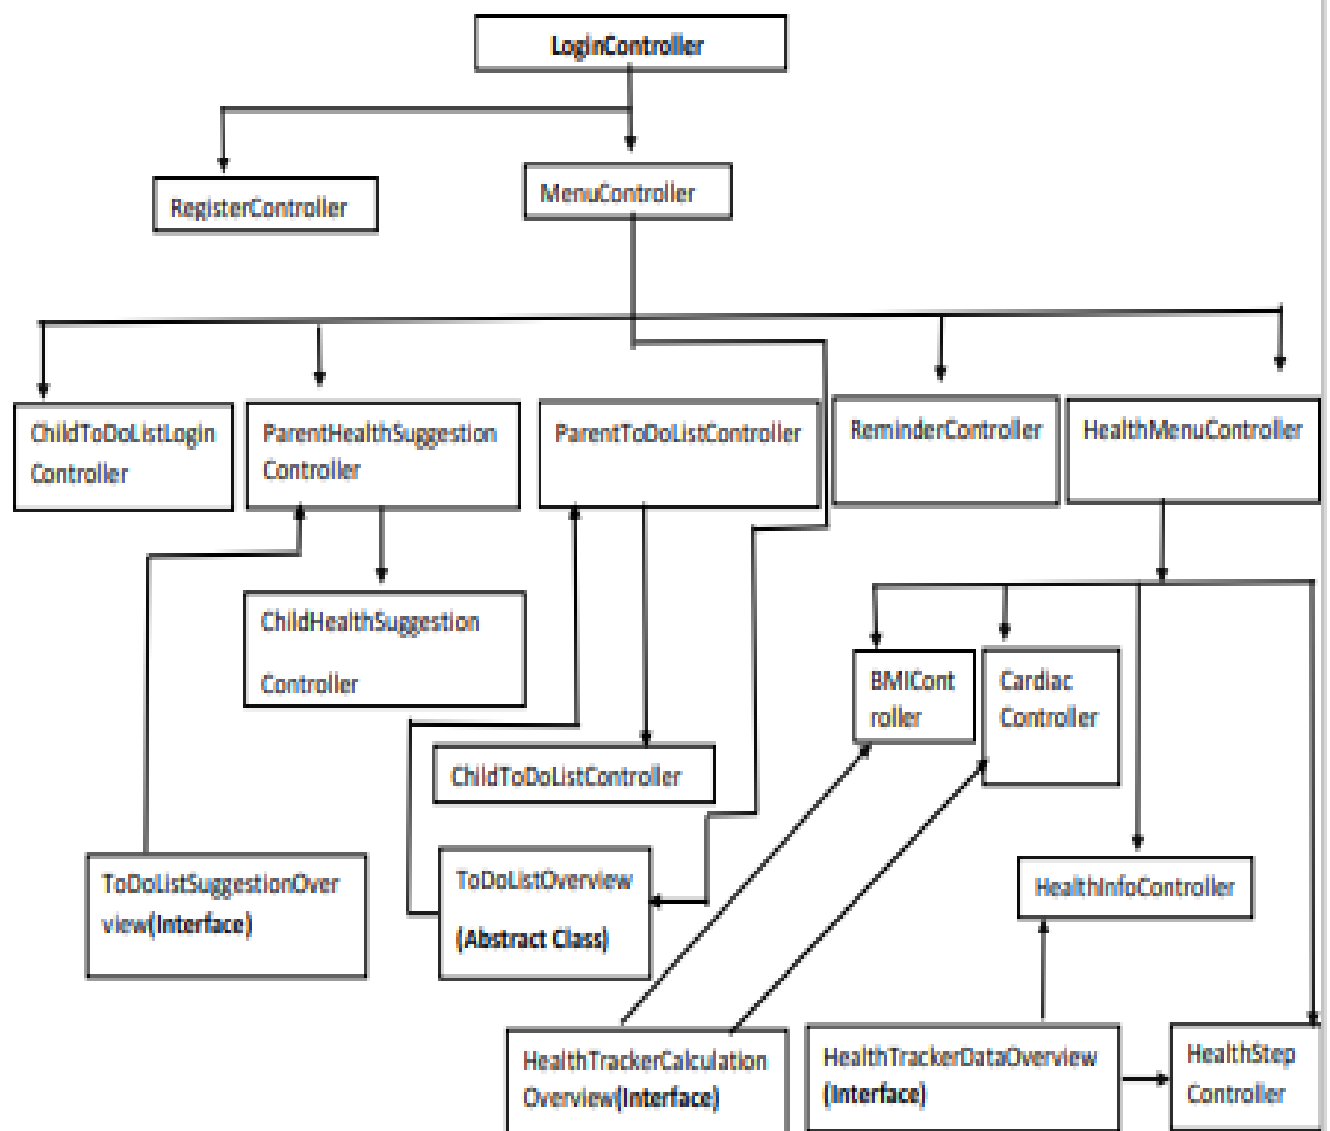 LoginController
RegisterController
MenuController
ChildToDoListLogin
Controller
ParentHealthSuggestion
Controller
ParentToDoListController
ReminderController
HealthMenuController
ChildHealthSuggestion
Controller
BMICont
roller
Cardiac
Controller
ChildToDoListController
ToDoListSuggestionOver
view(Interface)
ToDoListOverview
(Abstract Class)
HealthInfoController
HealthTrackerCalculation
Overview(Interface)
HealthTrackerDataOverview
(Interface)
HealthStep
Controller